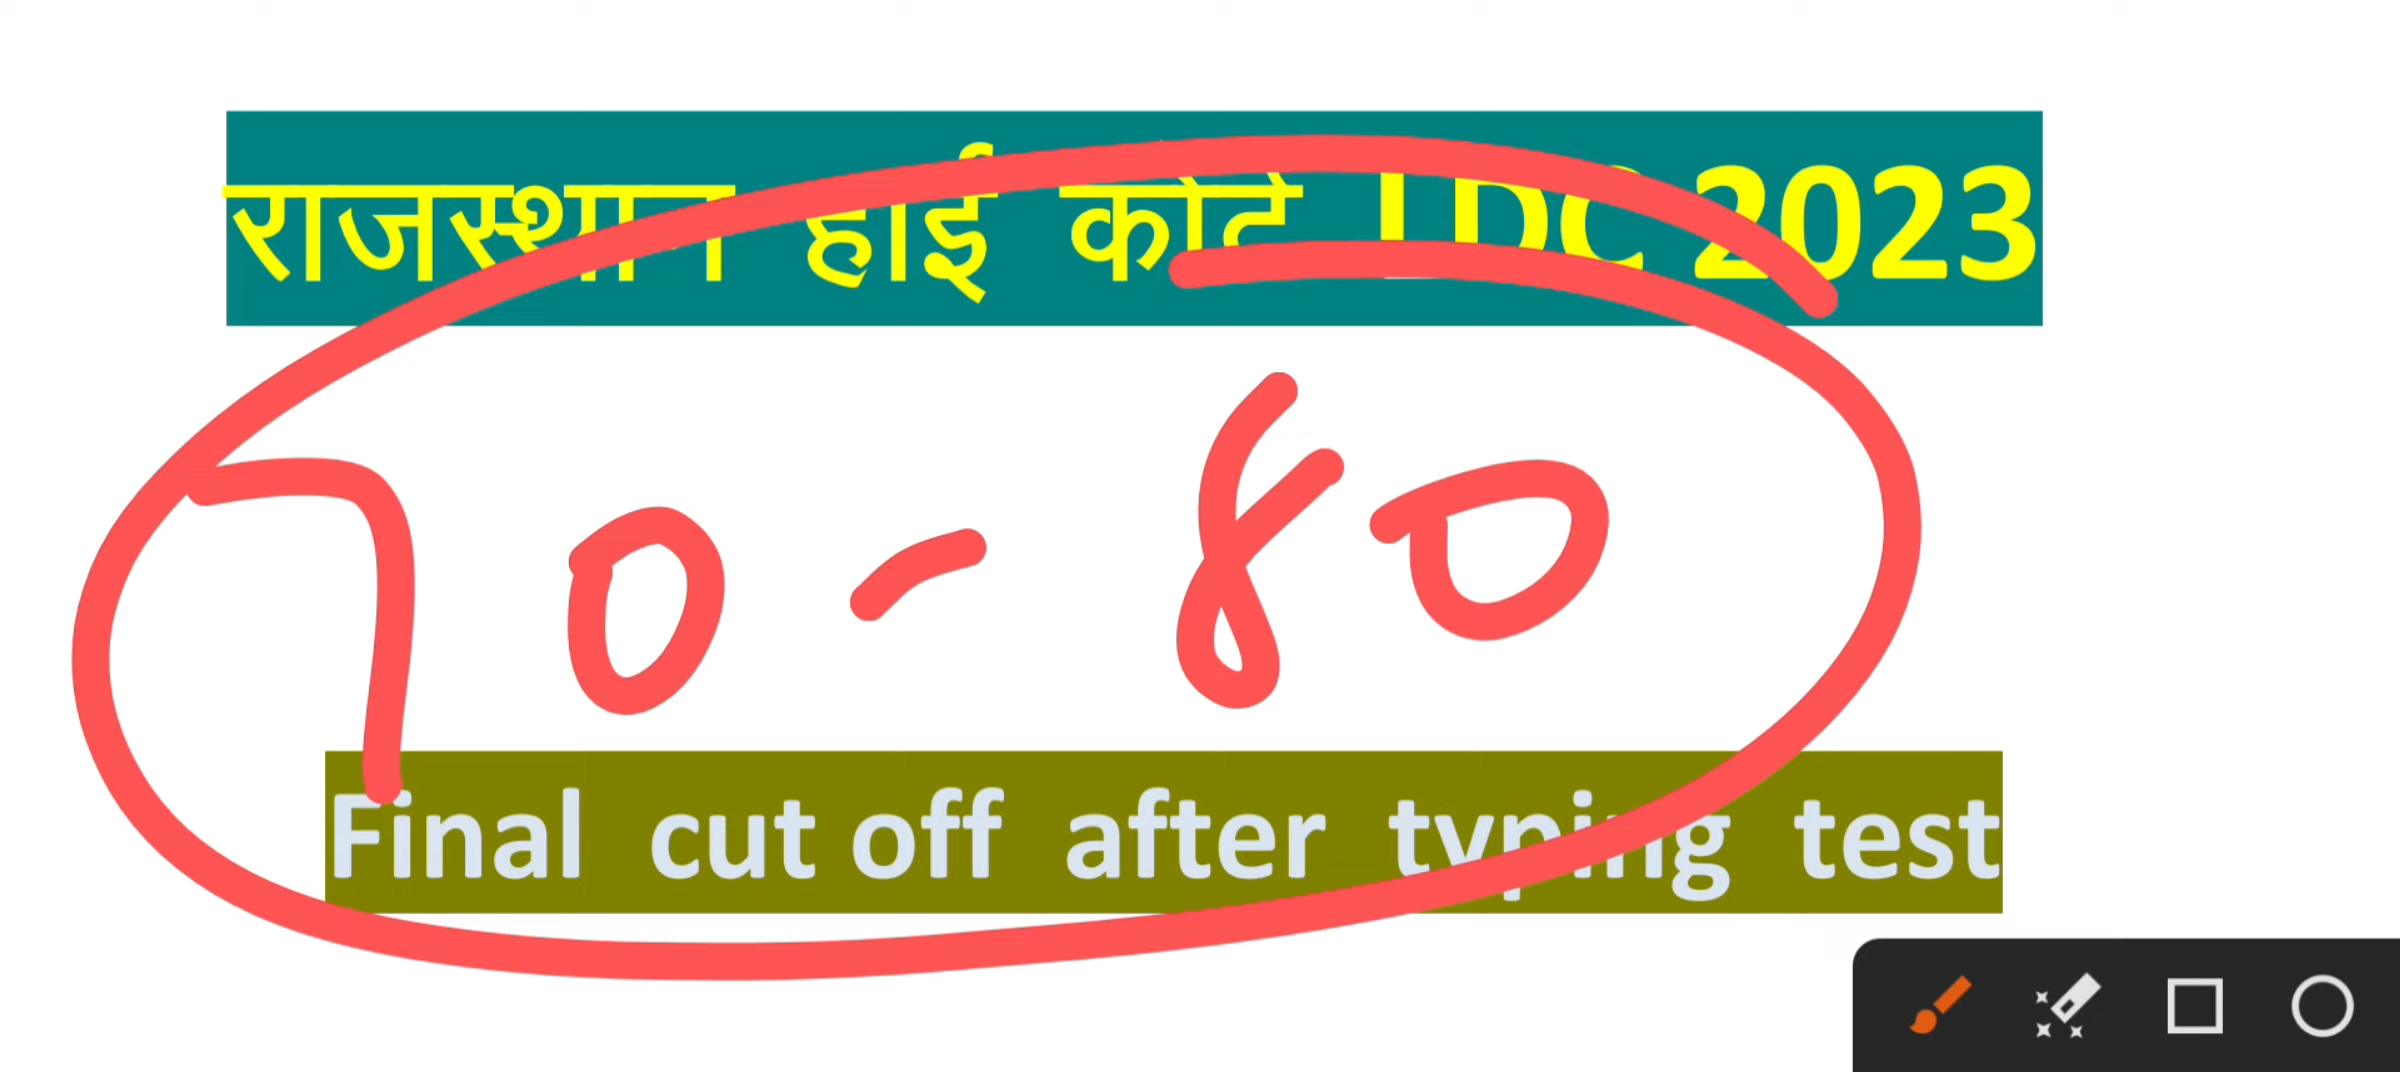 राजस्थान हाई कोर्ट LDC 2023
70 - 80
Final cut off after typing test